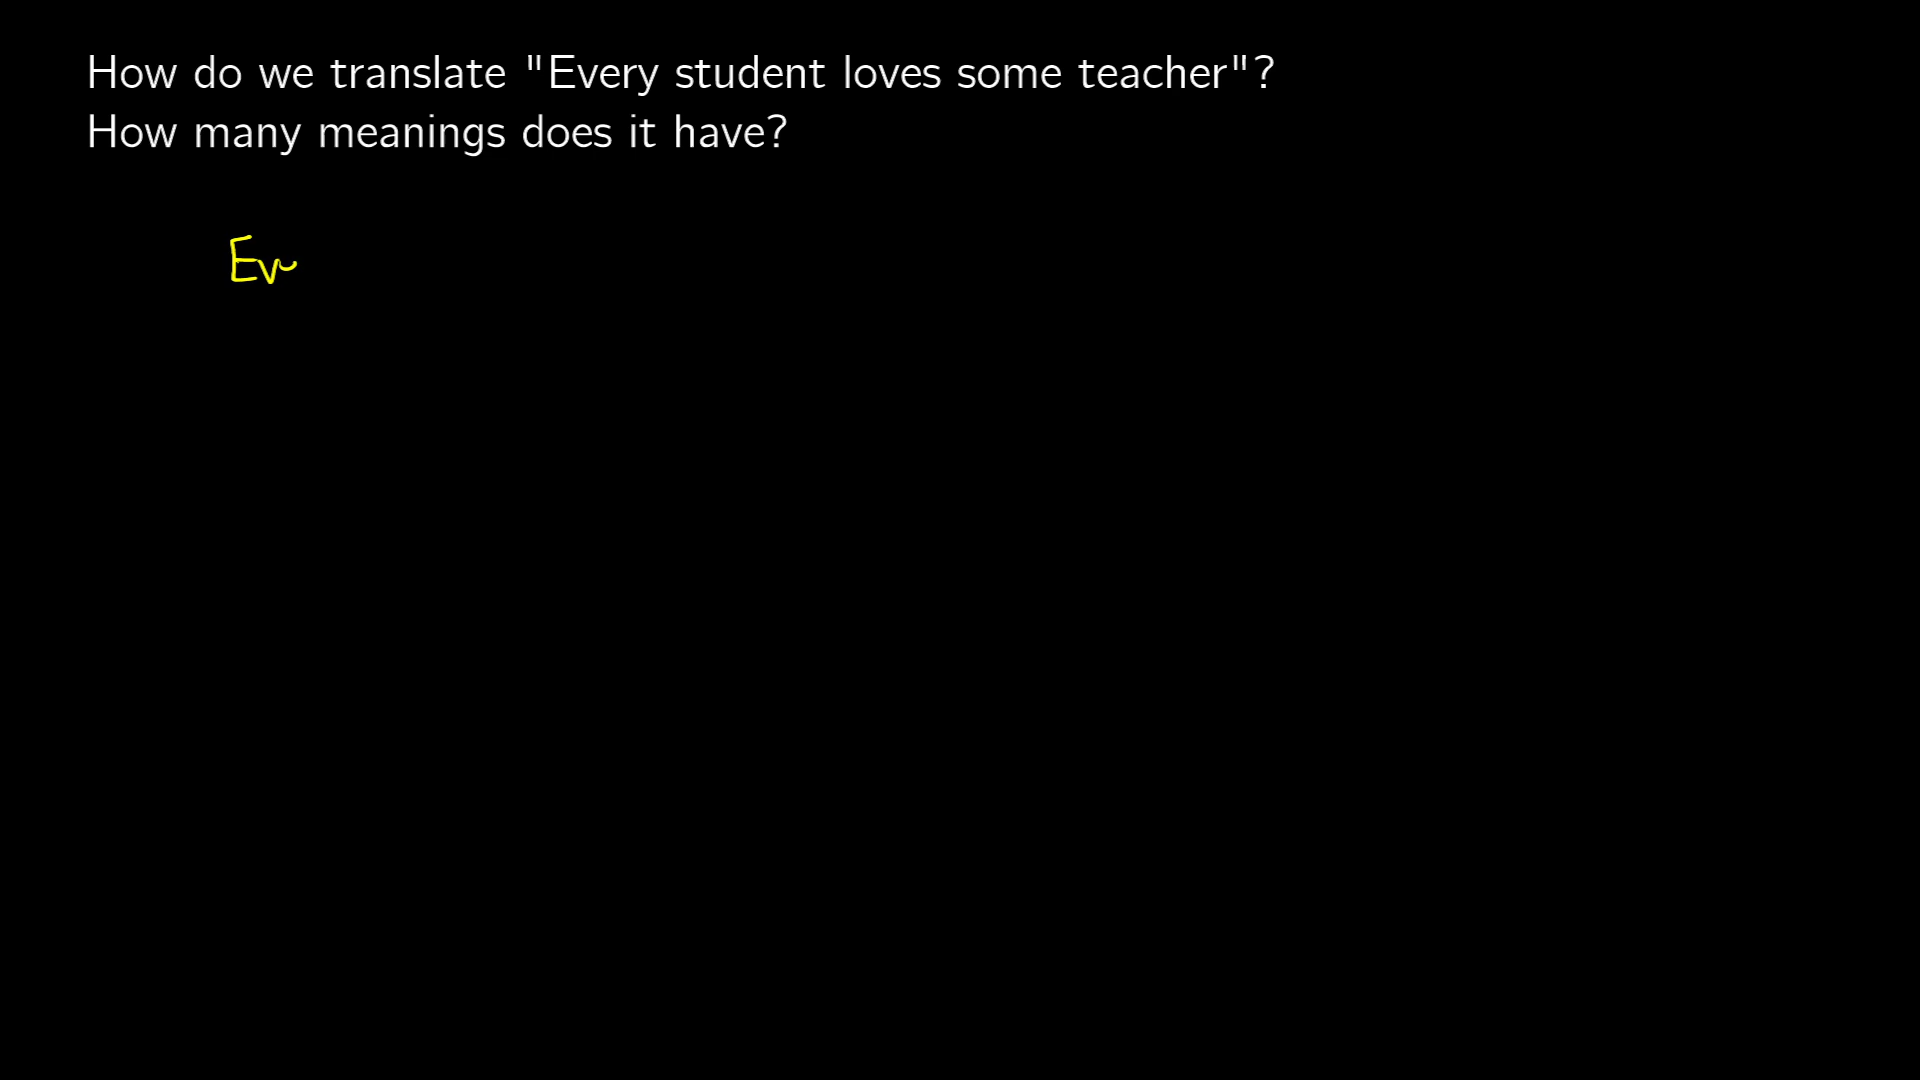 How do we translate "Every student loves some teacher"?
How many meanings does it have?
Ev